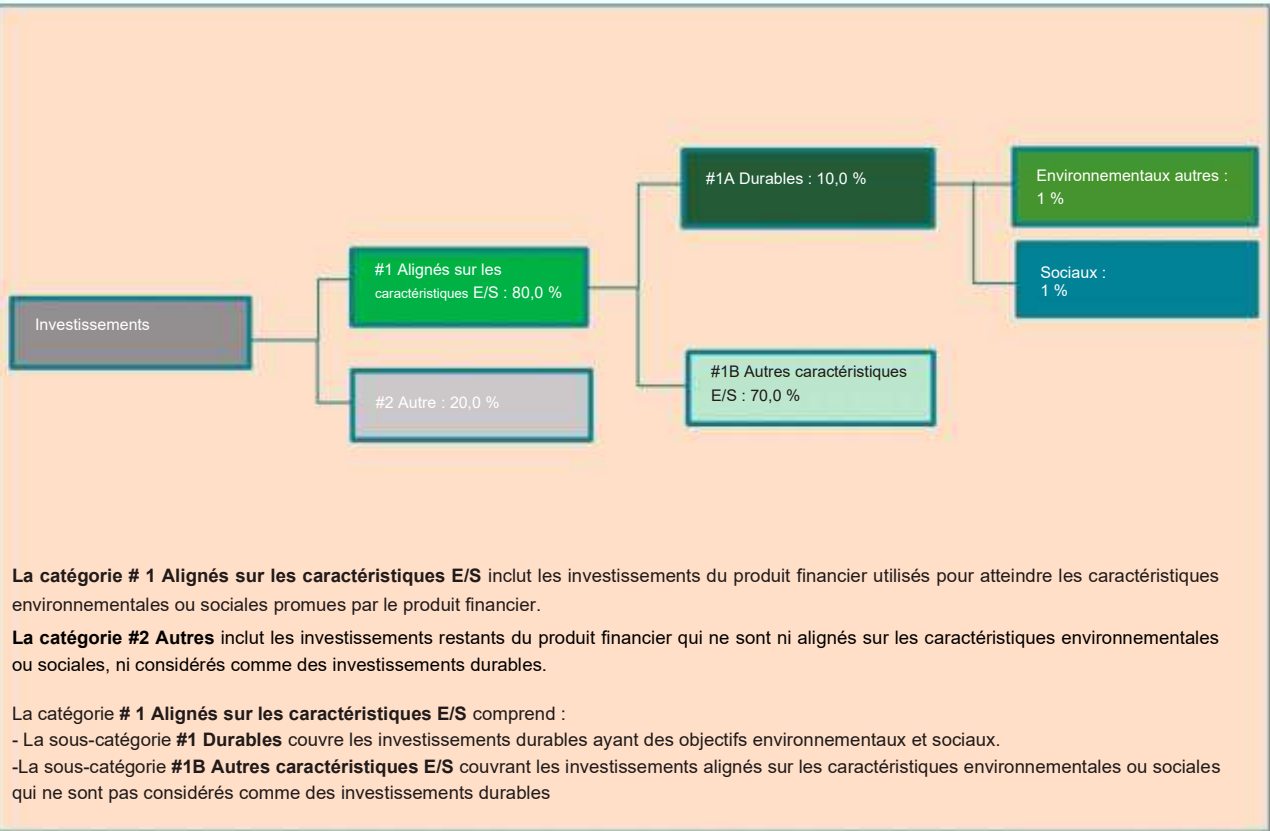 #1A Durables : 10,0 %
Environnementaux autres :
1 %
#1 Alignés sur les
caractéristiques E/S : 80,0 %
Sociaux :
1 %
Investissements
#2 Autre : 20,0 %
#1B Autres caractéristiques
E/S : 70,0 %
La catégorie # 1 Alignés sur les caractéristiques E/S inclut les investissements du produit financier utilisés pour atteindre les caractéristiques
environnementales ou sociales promues par le produit financier.
La catégorie #2 Autres inclut les investissements restants du produit financier qui ne sont ni alignés sur les caractéristiques environnementales
ou sociales, ni considérés comme des investissements durables.
La catégorie # 1 Alignés sur les caractéristiques E/S comprend :
- La sous-catégorie #1 Durables couvre les investissements durables ayant des objectifs environnementaux et sociaux.
-La sous-catégorie #1B Autres caractéristiques E/S couvrant les investissements alignés sur les caractéristiques environnementales ou sociales
qui ne sont pas considérés comme des investissements durables